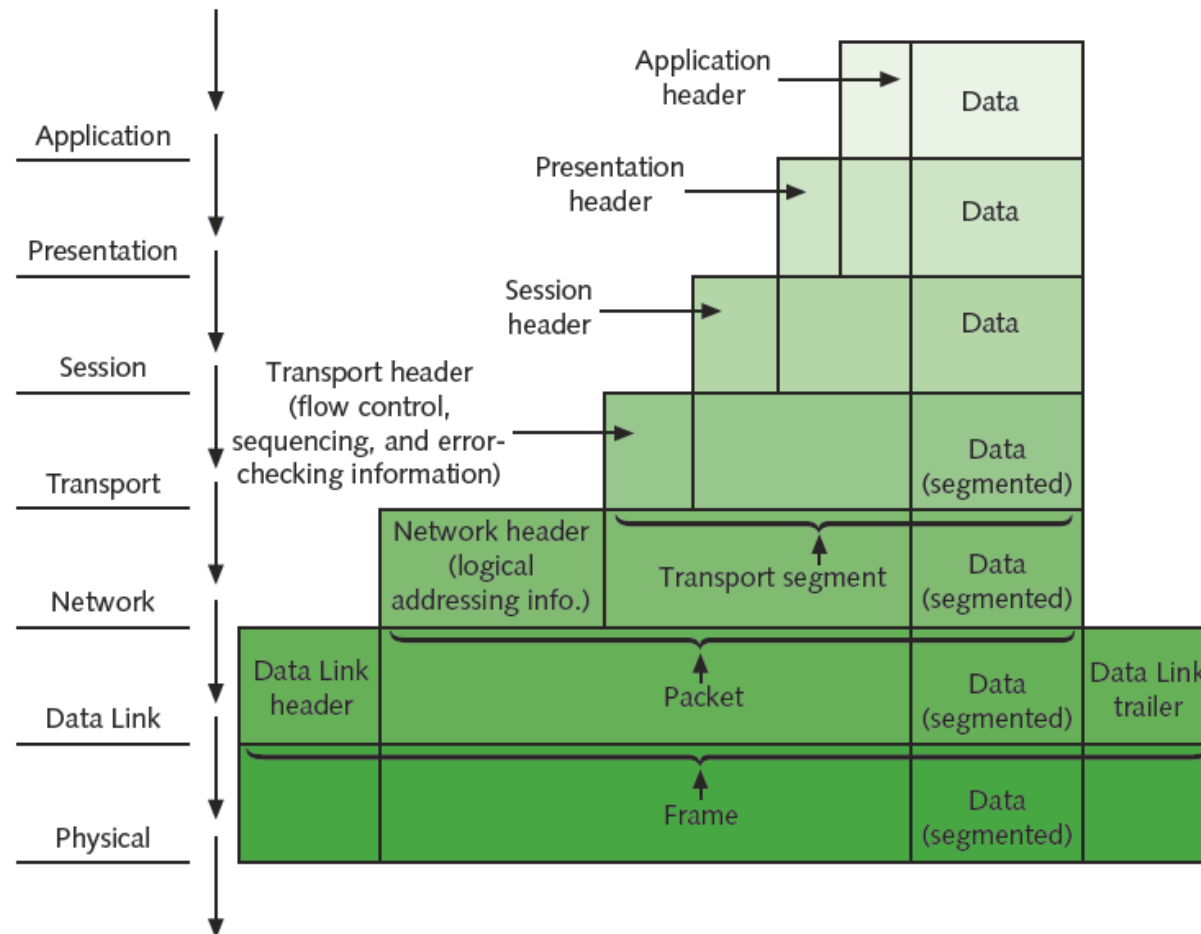 Application
header
Data
Application
Presentation
header
Data
Presentation
Session
header
Data
Session
Transport header
(flow control,
sequencing, and error-
checking information)
Data
(segmented)
Transport
Network header
(logical
addressing info.)
Transport segment
Data
(segmented)
Network
Data Link
header
Packet
Data
(segmented)
Data Link
trailer
Data Link
Frame
Data
(segmented)
Physical